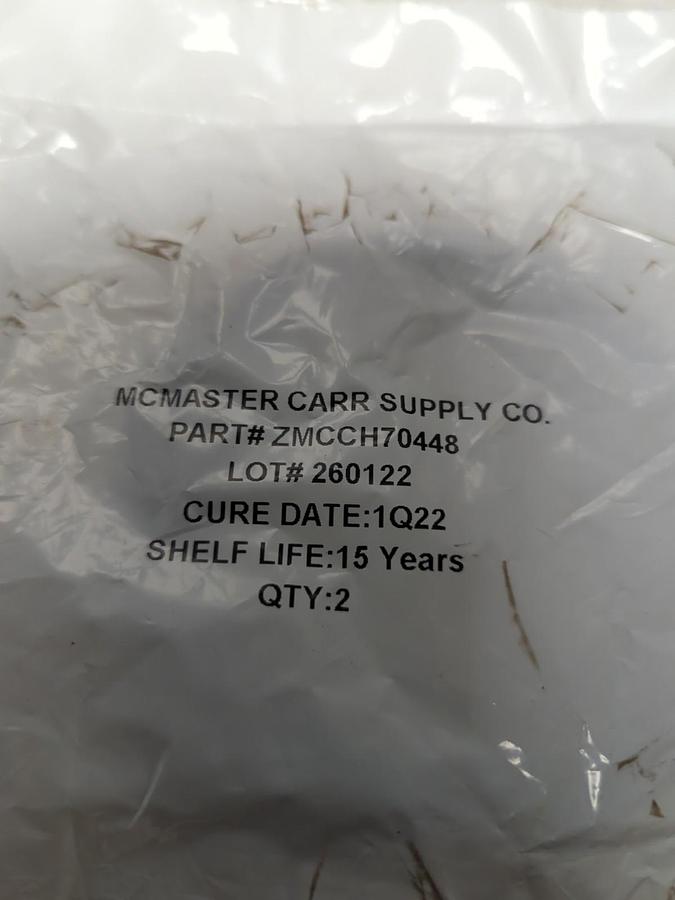 MCMASTER CARR SUPPLY CO.
PART# ZMCCH70448
LOT# 260122
CURE DATE:1Q22
SHELF LIFE:15 Years
QTY:2